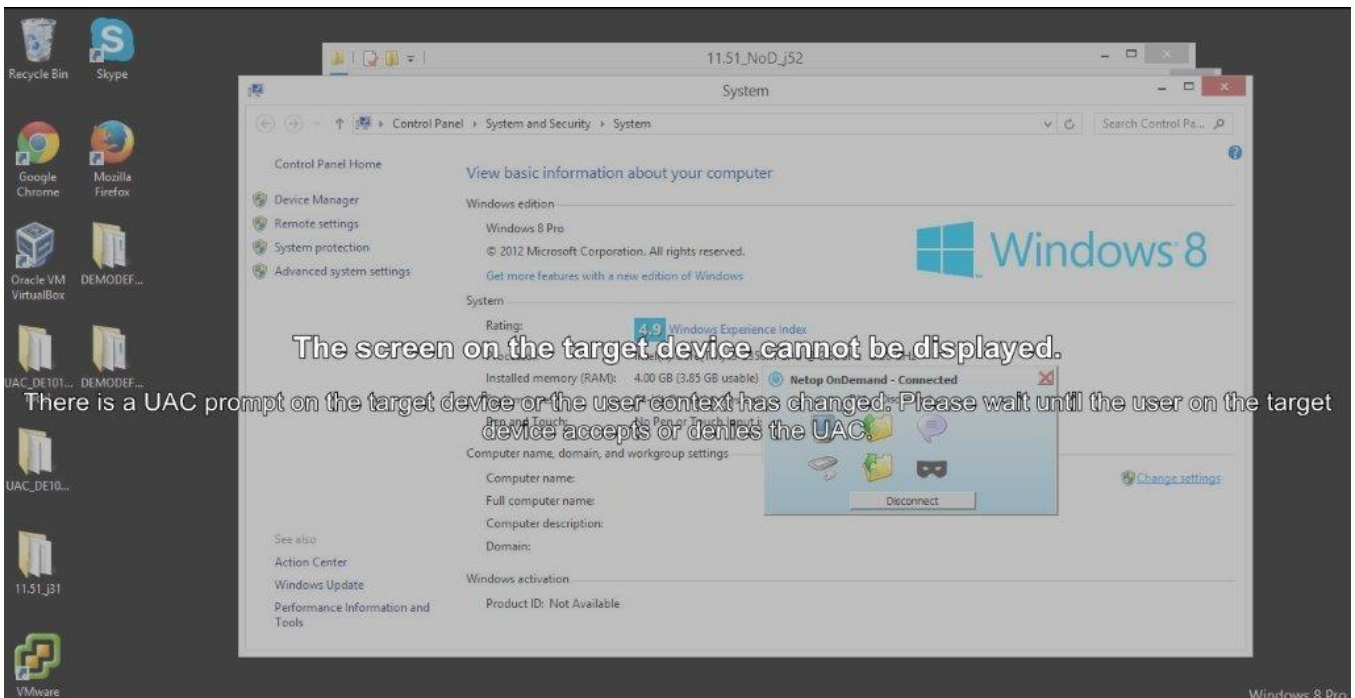 Recycle Bin
Skype
Google
Chrome
Mozilla
Firefox
Oracle VM
VirtualBox
DEMODEF...
UAC_DE101...
DEMODEF...
UAC_DE10...
11.51_j31
VMware
11.51_NoD_j52
System
Control Panel
System and Security
System
Search Control Pa...
Control Panel Home
Device Manager
Remote settings
System protection
Advanced system settings
View basic information about your computer
Windows edition
Windows 8 Pro
© 2012 Microsoft Corporation. All rights reserved.
Get more features with a new edition of Windows
Windows 8
System
Rating:
4.9 Windows Experience Index
The screen on the target device cannot be displayed.
Installed memory (RAM): 4.00 GB (3.85 GB usable)
Netop OnDemand - Connected
There is a UAC prompt on the target device or the user context has changed. Please wait until the user on the target
device accepts or denies the UAC.
Pen and Touch:
Computer name, domain, and workgroup settings
Computer name:
Change settings
Full computer name:
Disconnect
Computer description:
Domain:
See also
Action Center
Windows Update
Performance Information and
Tools
Windows activation
Product ID: Not Available
Windows 8 Pro